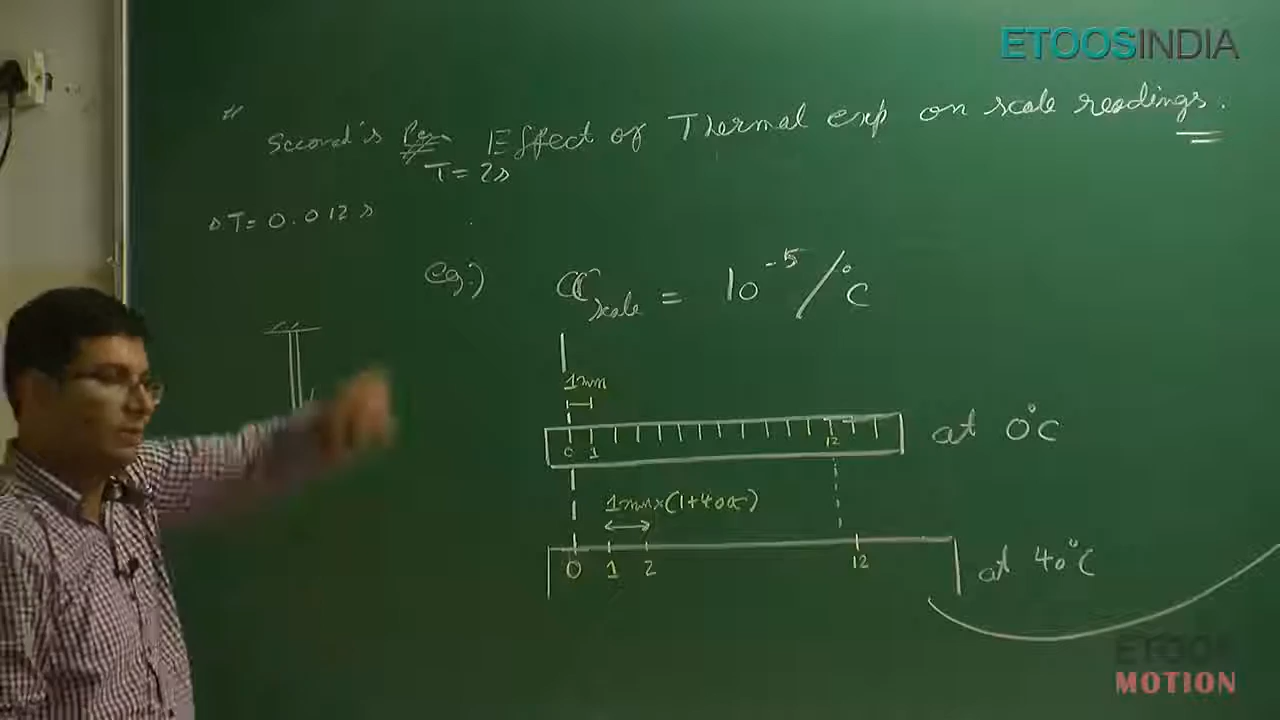 ETOOSINDIA
Second's Effect of Thermal exp on scale readings.
T = 2s
ΔT = 0.012 s
eg:) α scale = 10⁻⁵/°C
1mm
0 1 12 at 0°C
1mm×(1+40α)
0 1 2 12 at 40°C
ETOOS
MOTION